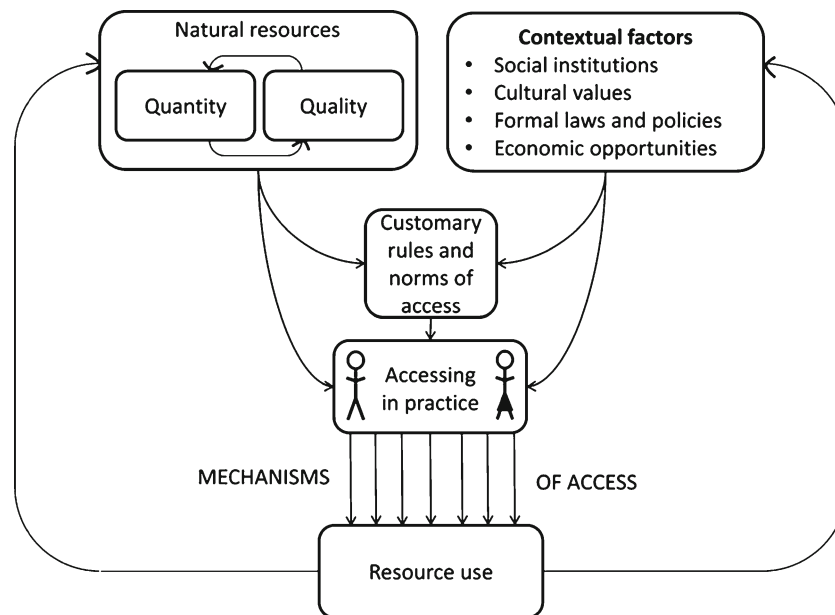 Natural resources
Quantity
Quality
Contextual factors
• Social institutions
• Cultural values
• Formal laws and policies
• Economic opportunities
Customary
rules and
norms of
access
Accessing
in practice
MECHANISMS
OF ACCESS
Resource use